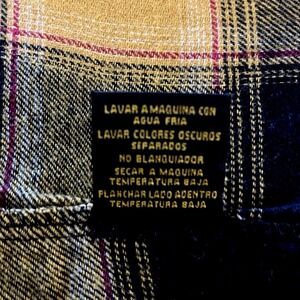 LAVAR A MAQUINA CON
AGUA FRIA
LAVAR COLORES OSCUROS
SEPARADOS
NO BLANQUIADOR
SECAR A MAQUINA
TEMPERATURA BAJA
PLANCHAR LADO ADENTRO
TEMPERATURA BAJA